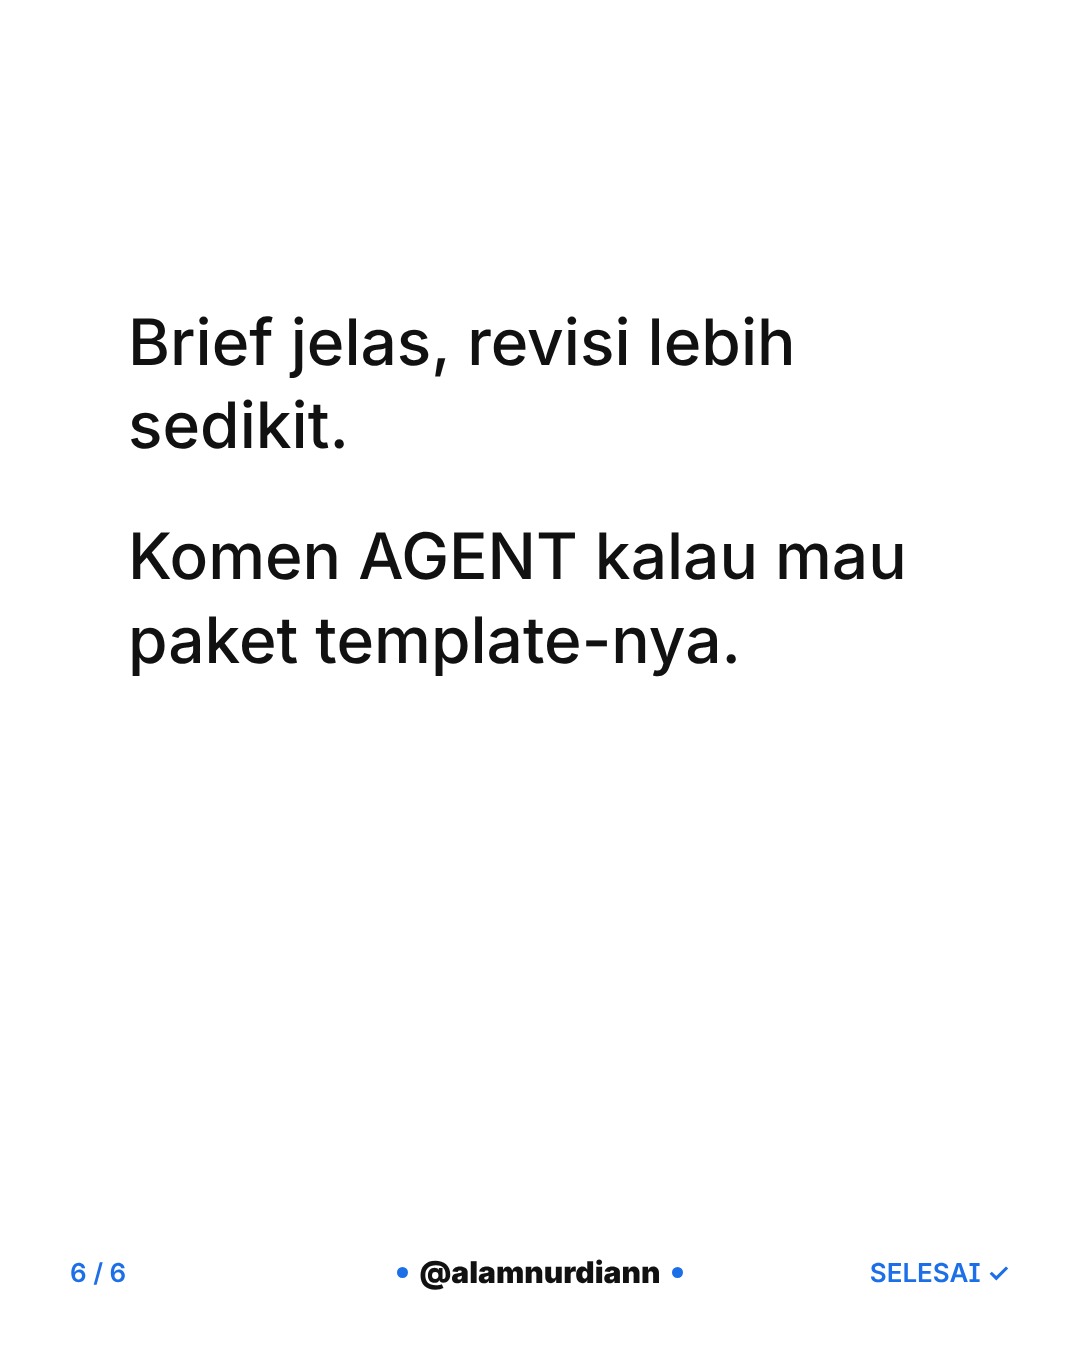 Brief jelas, revisi lebih
sedikit.
Komen AGENT kalau mau
paket template-nya.
6 / 6
• @alamnurdiann •
SELESAI ✓